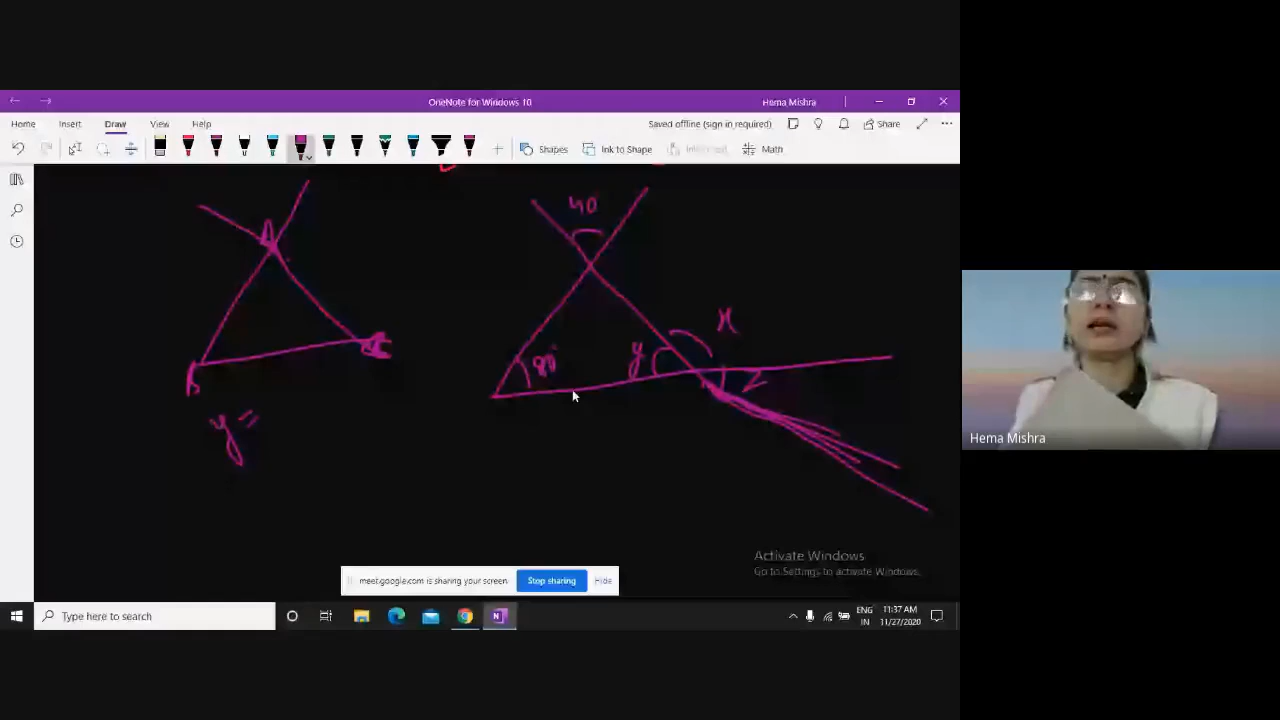 OneNote for Windows 10
Hema Mishra
Home Insert Draw View Help
Saved offline (sign in required)
Share
Shapes
Ink to Shape
Math
A
B
C
y=
40
80°
y
x
z
Hema Mishra
Activate Windows
Go to Settings to activate Windows.
meet.google.com is sharing your screen
Stop sharing
Hide
Type here to search
ENG
IN
11:37 AM
11/27/2020